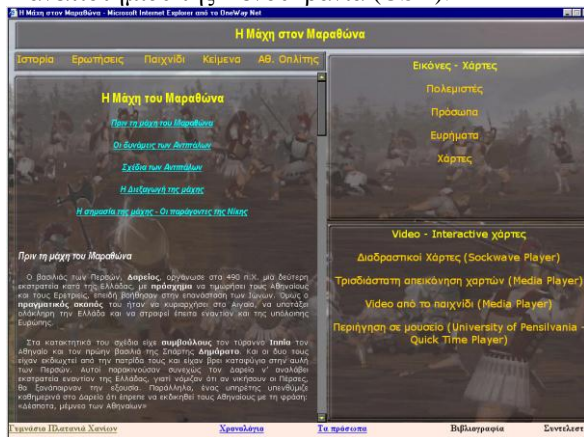 Η Μάχη στον Μαραθώνα - Microsoft Internet Explorer από το OneWay Net
Η Μάχη στον Μαραθώνα
Ιστορία Ερωτήσεις Παιχνίδι Κείμενα Αθ. Οπλίτης
Η Μάχη του Μαραθώνα
Πριν τη μάχη του Μαραθώνα
Οι δυνάμεις των Αντιπάλων
Σχέδια των Αντιπάλων
Η Διεξαγωγή της μάχης
Η σημασία της μάχης - Οι παράγοντες της Νίκης
Πριν τη μάχη του Μαραθώνα
Ο βασιλιάς των Περσών, Δαρείος, οργάνωσε στα 490 π.Χ. μια δεύτερη
εκστρατεία κατά της Ελλάδας, με πρόσχημα να τιμωρήσει τους Αθηναίους
και τους Ερετριείς, επειδή βοήθησαν στην επανάσταση των Ιώνων. Όμως ο
πραγματικός σκοπός του ήταν να κυριαρχήσει στο Αιγαίο, να υποτάξει
ολόκληρη την Ελλάδα και να στραφεί έπειτα εναντίον και της υπόλοιπης
Ευρώπης.
Στα κατακτητικά του σχέδια είχε συμβούλους τον τύραννο Ιππία τον
Αθηναίο και τον πρώην βασιλιά της Σπάρτης Δημάρατο. Και οι δυο τους
είχαν εκδιωχτεί από την πατρίδα τους και είχαν βρει καταφύγιο στην αυλή
των Περσών. Αυτοί παρακινούσαν συνεχώς τον Δαρείο ν' αναλάβει
εκστρατεία εναντίον της Ελλάδας, γιατί νόμιζαν ότι αν νικήσουν οι Πέρσες,
θα ξανάπαιρναν την εξουσία. Παράλληλα, ένας υπηρέτης υπενθύμιζε
καθημερινά στο Δαρείο ότι έπρεπε να εκδικηθεί τους Αθηναίους με τη φράση:
«Δέσποτα, μέμνεο των Αθηναίων»
Εικόνες - Χάρτες
Πολεμιστές
Πρόσωπα
Ευρήματα
Χάρτες
Video - Interactive χάρτες
Διαδραστικοί Χάρτες (Sockwave Player)
Τρισδιάστατη απεικόνιση χαρτών (Media Player)
Video από το παιχνίδι (Media Player)
Περιήγηση σε μουσείο (University of Pensilvania -
Quick Time Player)
Γυμνάσιο Πλατανιά Χανίων Χρονολόγια Τα πρόσωπα Βιβλιογραφία Συντελεστ